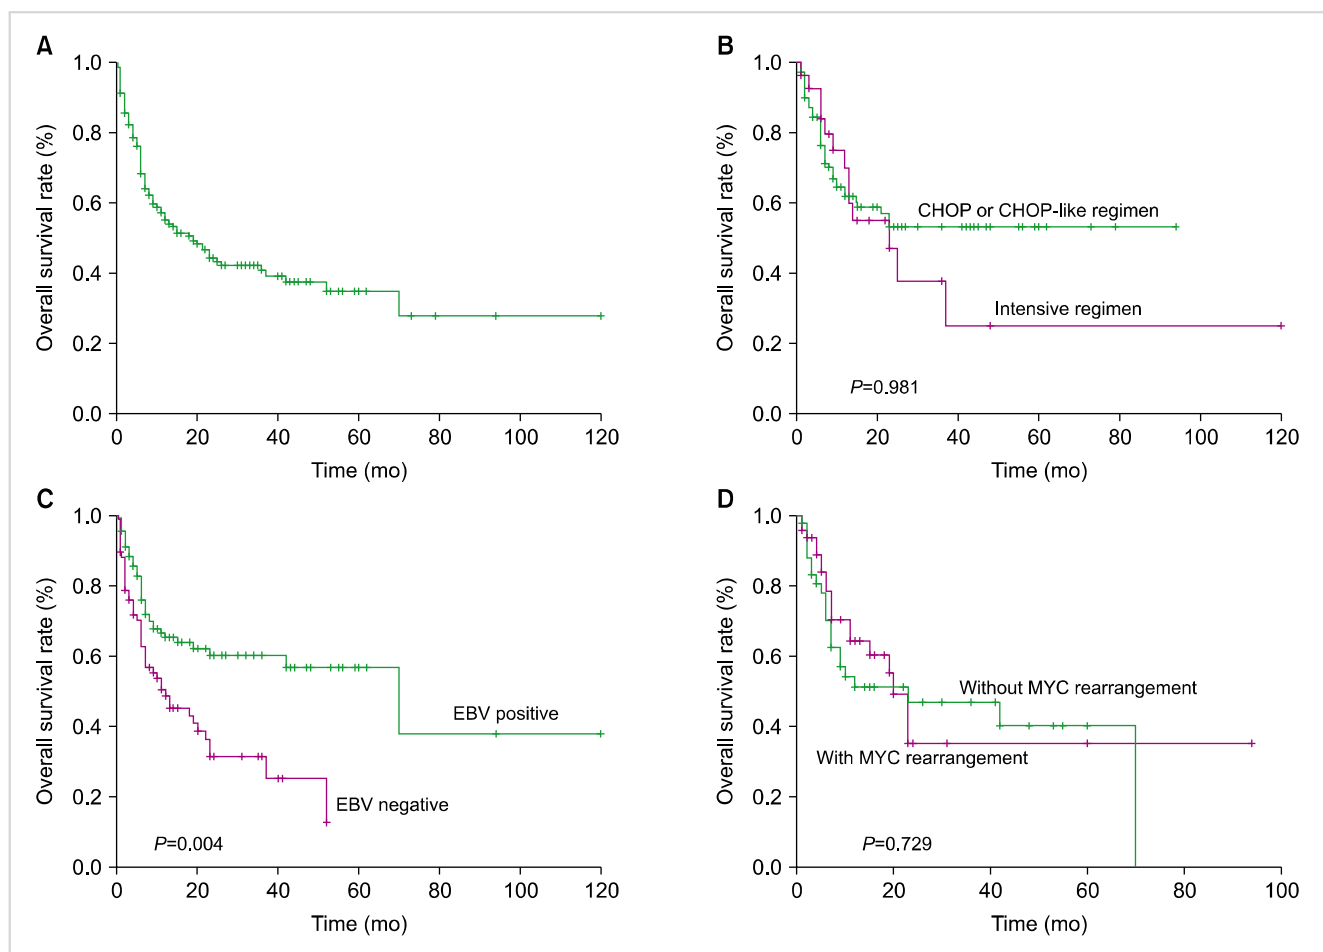 A
Overall survival rate (%)
1.0
0.8
0.6
0.4
0.2
0.0
0 20 40 60 80 100 120
Time (mo)
B
Overall survival rate (%)
1.0
0.8
0.6
0.4
0.2
0.0
CHOP or CHOP-like regimen
Intensive regimen
P=0.981
0 20 40 60 80 100 120
Time (mo)
C
Overall survival rate (%)
1.0
0.8
0.6
0.4
0.2
0.0
EBV positive
EBV negative
P=0.004
0 20 40 60 80 100 120
Time (mo)
D
Overall survival rate (%)
1.0
0.8
0.6
0.4
0.2
0.0
Without MYC rearrangement
With MYC rearrangement
P=0.729
0 20 40 60 80 100
Time (mo)